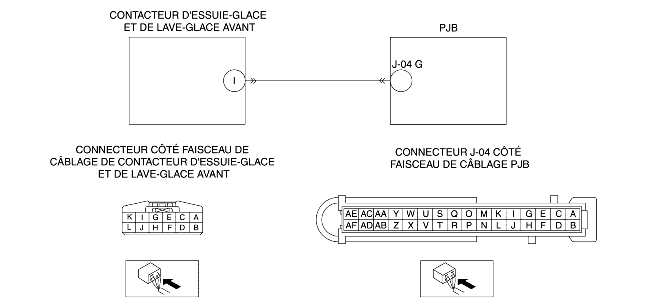 CONTACTEUR D'ESSUIE-GLACE
ET DE LAVE-GLACE AVANT
PJB
I
J-04 G
CONNECTEUR CÔTÉ FAISCEAU DE
CÂBLAGE DE CONTACTEUR D'ESSUIE-GLACE
ET DE LAVE-GLACE AVANT
CONNECTEUR J-04 CÔTÉ
FAISCEAU DE CÂBLAGE PJB
K I G E C A
L J H F D B
AE AC AA Y W U S Q O M K I G E C A
AF AD AB Z X V T R P N L J H F D B